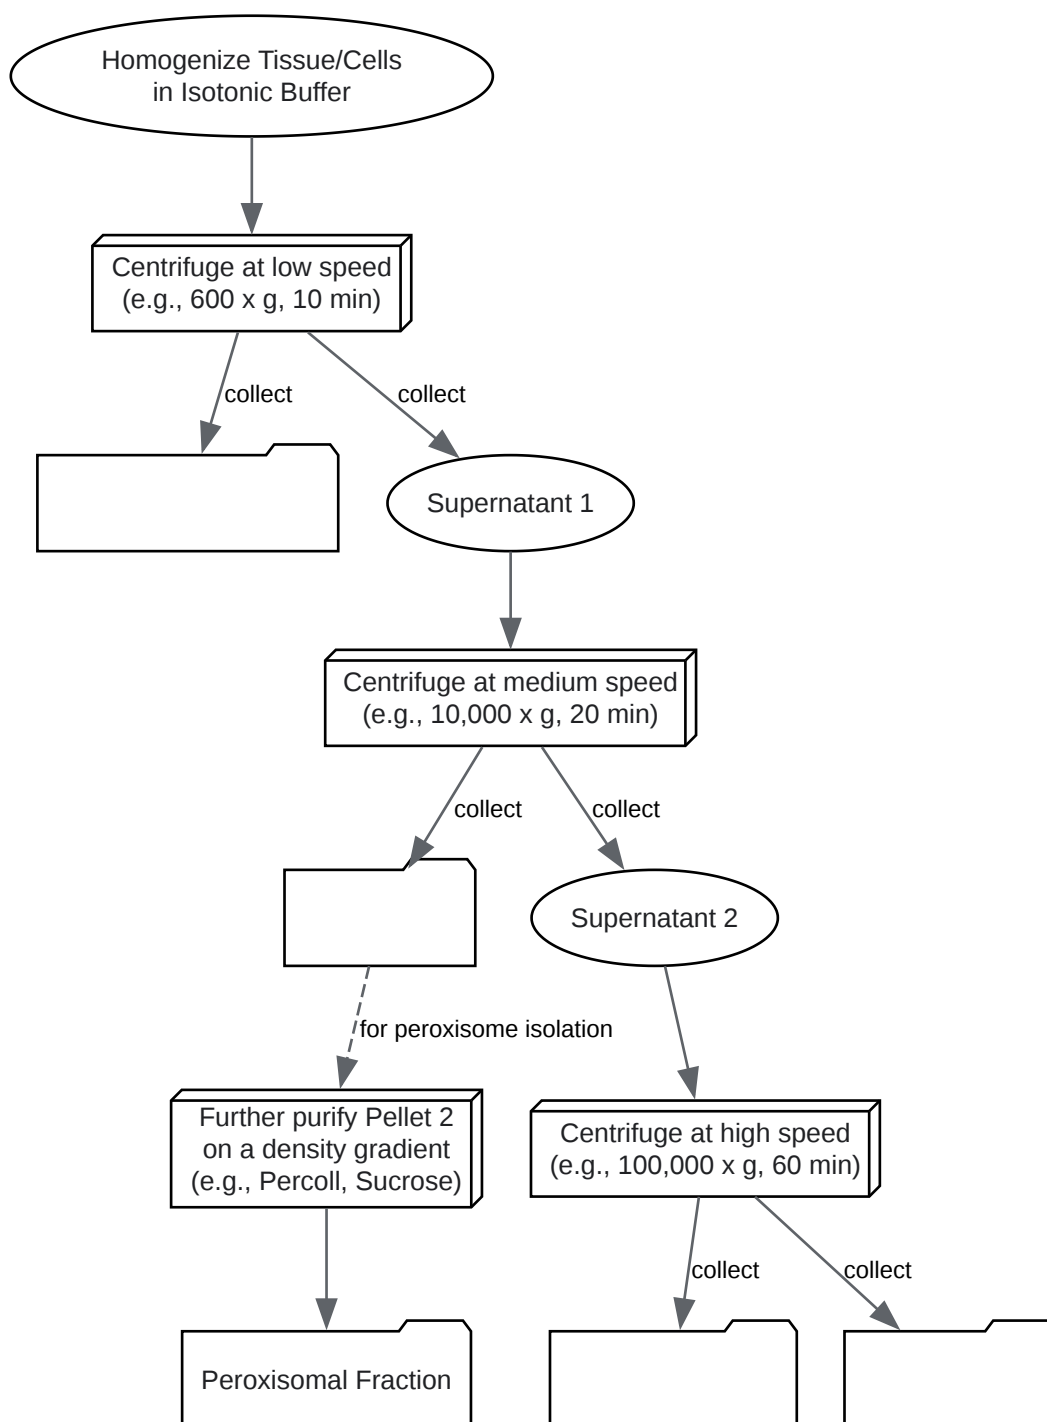 Homogenize Tissue/Cells
in Isotonic Buffer
Centrifuge at low speed
(e.g., 600 x g, 10 min)
collect
collect
Supernatant 1
Centrifuge at medium speed
(e.g., 10,000 x g, 20 min)
collect
collect
Supernatant 2
for peroxisome isolation
Further purify Pellet 2
on a density gradient
(e.g., Percoll, Sucrose)
Centrifuge at high speed
(e.g., 100,000 x g, 60 min)
collect
collect
Peroxisomal Fraction